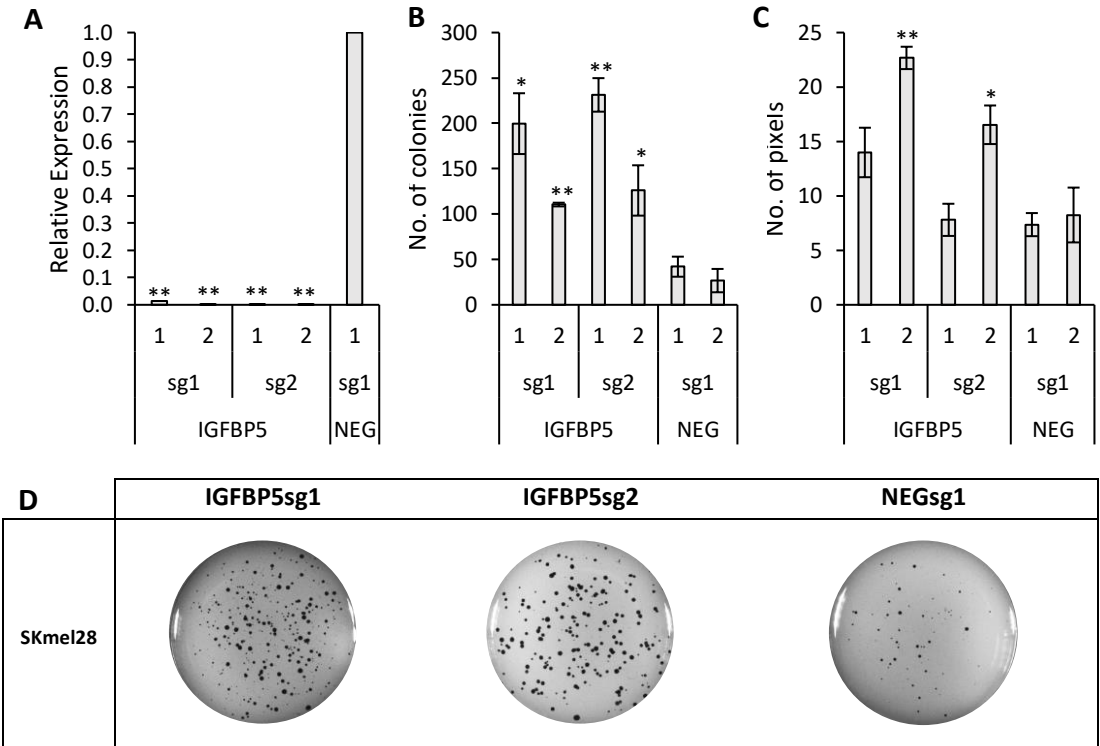 A
Relative Expression
1.0
0.9
0.8
0.7
0.6
0.5
0.4
0.3
0.2
0.1
0.0
** ** ** **
1 2 1 2 1
sg1 sg2 sg1
IGFBP5 NEG
B
No. of colonies
300
250
200
150
100
50
0
* ** ** *
1 2 1 2 1 2
sg1 sg2 sg1
IGFBP5 NEG
C
No. of pixels
25
20
15
10
5
0
** *
1 2 1 2 1 2
sg1 sg2 sg1
IGFBP5 NEG
D IGFBP5sg1 IGFBP5sg2 NEGsg1
SKmel28